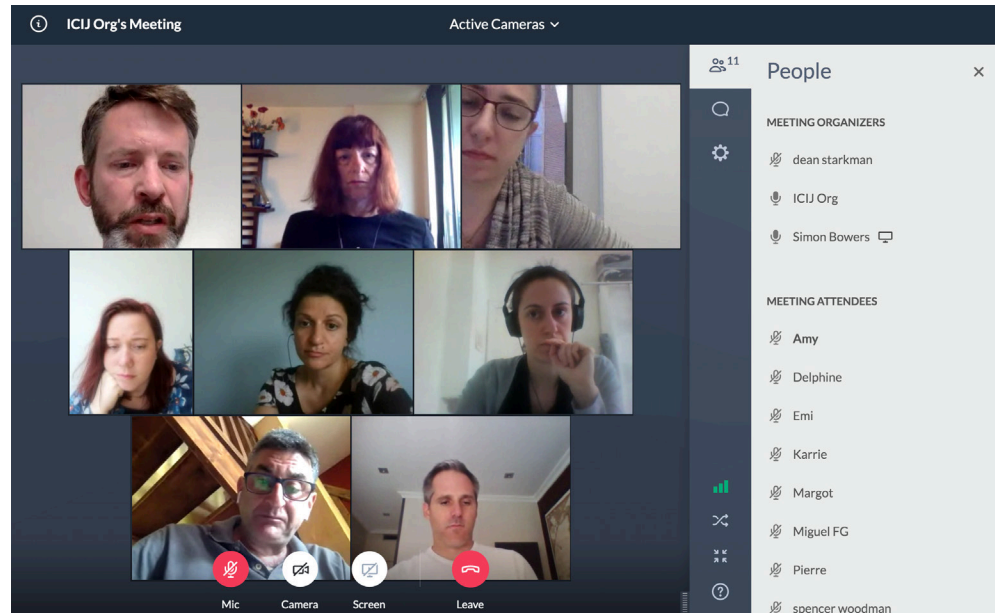 ICIJ Org's Meeting
Active Cameras
11
People
MEETING ORGANIZERS
dean starkman
ICIJ Org
Simon Bowers
MEETING ATTENDEES
Amy
Delphine
Emi
Karrie
Margot
Miguel FG
Pierre
spencer woodman
Mic
Camera
Screen
Leave